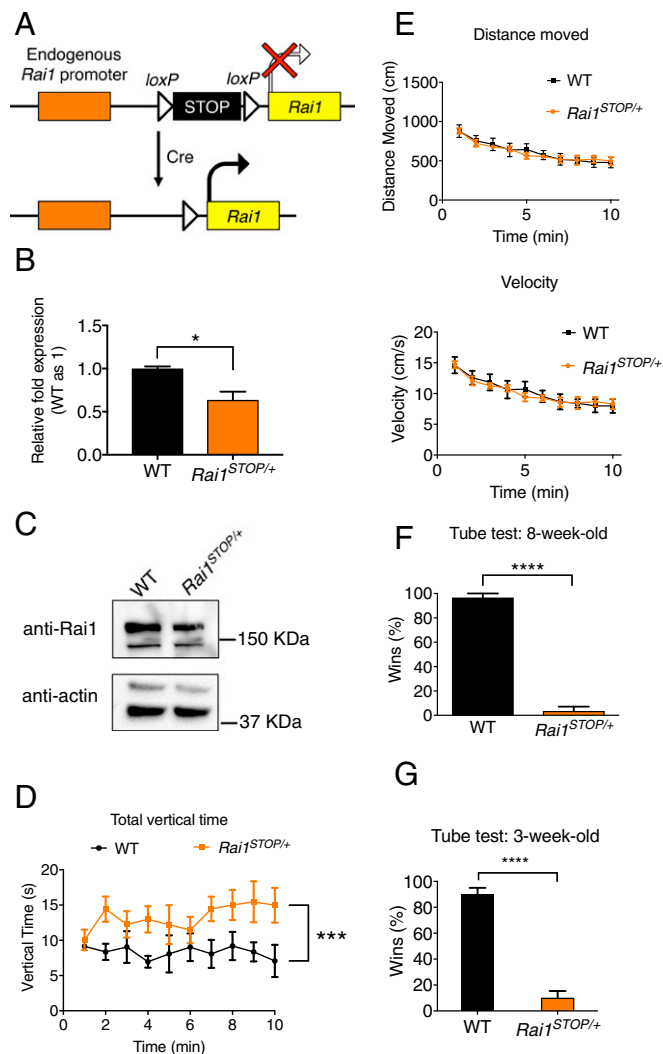 A
Endogenous
Rai1 promoter
loxP
loxP
STOP
Rai1
Cre
Rai1
B
Relative fold expression
(WT as 1)
1.5
1.0
0.5
0.0
*
WT
Rai1STOP/+
C
WT
Rai1STOP/+
anti-Rai1
150 KDa
anti-actin
37 KDa
D
Total vertical time
WT
Rai1STOP/+
Vertical Time (s)
20
15
10
5
0
***
0 2 4 6 8 10
Time (min)
E
Distance moved
WT
Rai1STOP/+
Distance Moved (cm)
1500
1000
500
0
0 5 10
Time (min)
Velocity
WT
Rai1STOP/+
Velocity (cm/s)
20
15
10
5
0
0 5 10
Time (min)
F
Tube test: 8-week-old
****
Wins (%)
100
80
60
40
20
0
WT
Rai1STOP/+
G
Tube test: 3-week-old
****
Wins (%)
100
80
60
40
20
0
WT
Rai1STOP/+